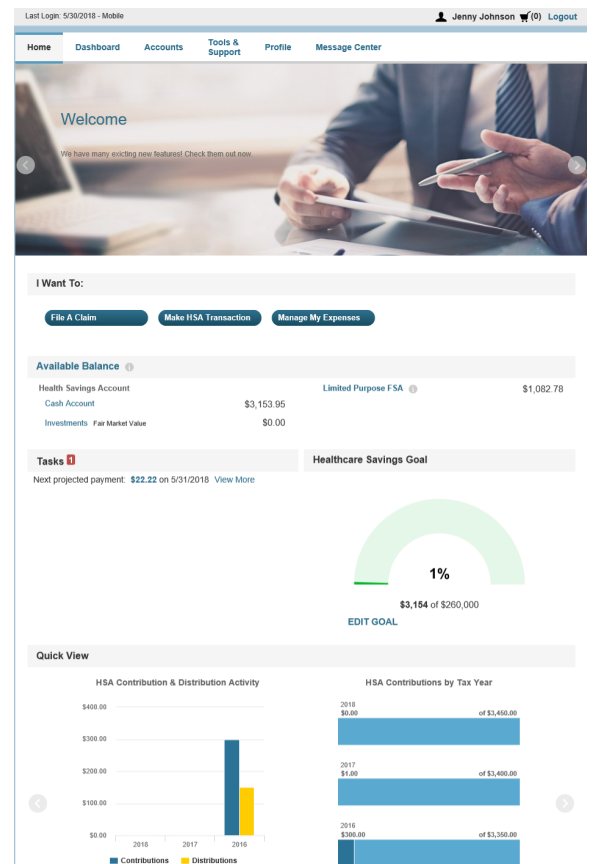 Last Login: 5/30/2018 - Mobile
Jenny Johnson (0) Logout
Home Dashboard Accounts Tools & Support Profile Message Center
Welcome
We have many exicting new features! Check them out now.
I Want To:
File A Claim Make HSA Transaction Manage My Expenses
Available Balance i
Health Savings Account
Cash Account $3,153.95
Investments Fair Market Value $0.00
Limited Purpose FSA i $1,082.78
Tasks 1
Next projected payment: $22.22 on 5/31/2018 View More
Healthcare Savings Goal
1%
$3,154 of $260,000
EDIT GOAL
Quick View
HSA Contribution & Distribution Activity
$400.00
$300.00
$200.00
$100.00
$0.00
2018 2017 2016
Contributions Distributions
HSA Contributions by Tax Year
2018
$0.00 of $3,450.00
2017
$1.00 of $3,400.00
2016
$300.00 of $3,350.00